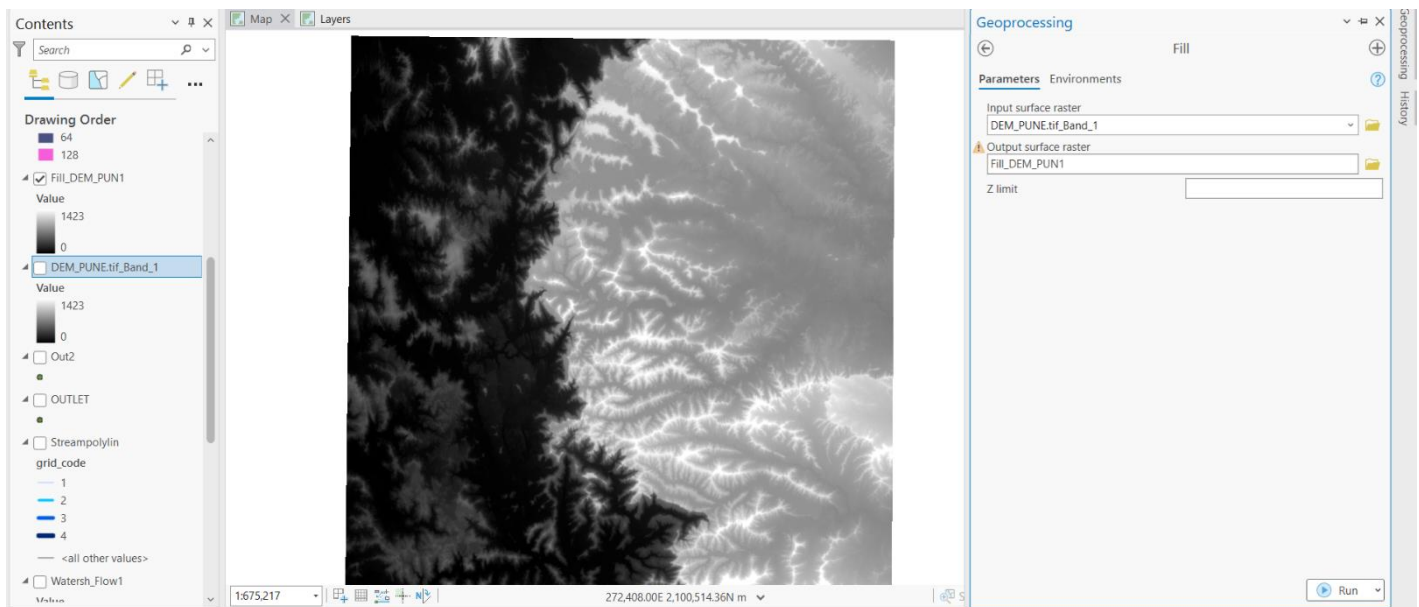 Contents
Search
...
Drawing Order
64
128
Fill_DEM_PUN1
Value
1423
0
DEM_PUNE.tif_Band_1
Value
1423
0
Out2
OUTLET
Streampolylin
grid_code
1
2
3
4
<all other values>
Watersh_Flow1
Map
Layers
1:675,217
272,408.00E 2,100,514.36N m
Geoprocessing
Fill
Parameters Environments
Input surface raster
DEM_PUNE.tif_Band_1
Output surface raster
Fill_DEM_PUN1
Z limit
Run
Geoprocessing
History